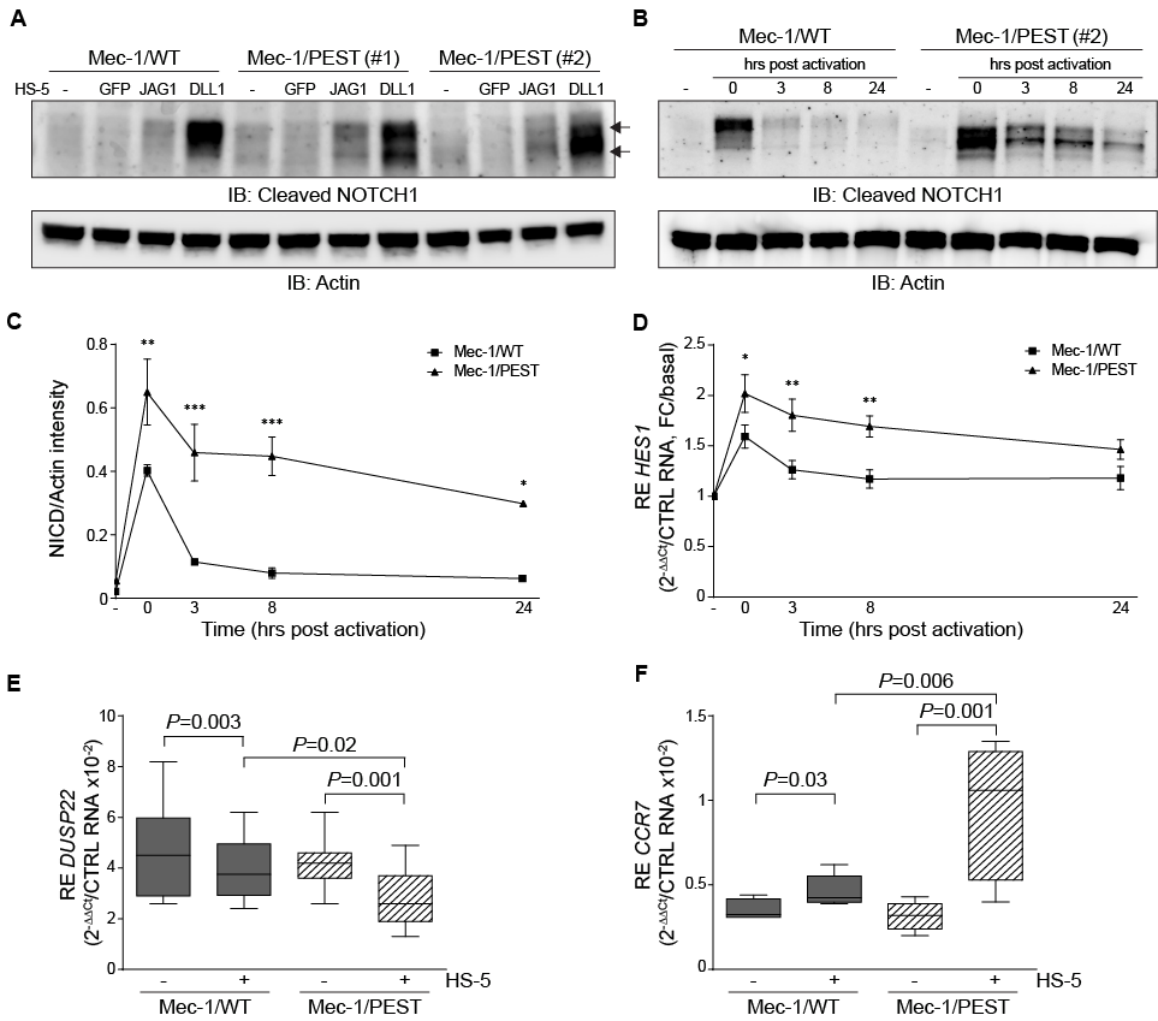 A
Mec-1/WT Mec-1/PEST (#1) Mec-1/PEST (#2)
HS-5 - GFP JAG1 DLL1 - GFP JAG1 DLL1 - GFP JAG1 DLL1
IB: Cleaved NOTCH1
IB: Actin
B
Mec-1/WT Mec-1/PEST (#2)
hrs post activation hrs post activation
- 0 3 8 24 - 0 3 8 24
IB: Cleaved NOTCH1
IB: Actin
C
NICD/Actin intensity
0.8
0.6
0.4
0.2
0
** *** *** *
Mec-1/WT
Mec-1/PEST
- 0 3 8 24
Time (hrs post activation)
D
RE HES1
(2-ΔΔCt/CTRL RNA, FC/basal)
2.5
2
1.5
1
0.5
0
* ** **
Mec-1/WT
Mec-1/PEST
- 0 3 8 24
Time (hrs post activation)
E
RE DUSP22
(2-ΔΔCt/CTRL RNA x10-2)
10
8
6
4
2
0
P=0.003
P=0.02
P=0.001
- + - + HS-5
Mec-1/WT Mec-1/PEST
F
RE CCR7
(2-ΔΔCt/CTRL RNA x10-2)
1.5
1
0.5
0
P=0.006
P=0.001
P=0.03
- + - + HS-5
Mec-1/WT Mec-1/PEST